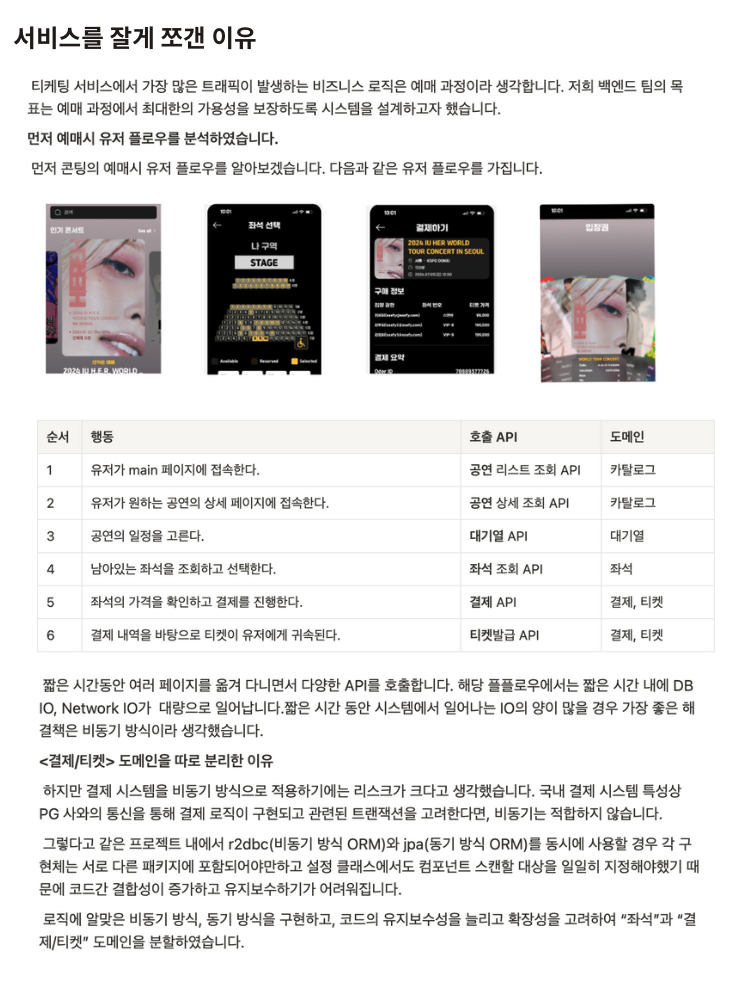 서비스를 잘게 쪼갠 이유
티케팅 서비스에서 가장 많은 트래픽이 발생하는 비즈니스 로직은 예매 과정이라 생각합니다. 저희 백엔드 팀의 목
표는 예매 과정에서 최대한의 가용성을 보장하도록 시스템을 설계하고자 했습니다.
먼저 예매시 유저 플로우를 분석하였습니다.
먼저 콘팅의 예매시 유저 플로우를 알아보겠습니다. 다음과 같은 유저 플로우를 가집니다.
검색
인기 콘서트 See all
HER
선착순 예매
2024 IU H.E.R. WORLD ...
10:01
좌석 선택
나 구역
STAGE
Available Reserved Selected
10:01
결제하기
2024 IU HER WORLD
TOUR CONCERT IN SEOUL
구매 정보
입장 권한 좌석 번호 티켓 가격
결제 요약
Oder ID 78889377726
10:01
입장권
WORLD TOUR CONCERT
순서 행동 호출 API 도메인
1 유저가 main 페이지에 접속한다. 공연 리스트 조회 API 카탈로그
2 유저가 원하는 공연의 상세 페이지에 접속한다. 공연 상세 조회 API 카탈로그
3 공연의 일정을 고른다. 대기열 API 대기열
4 남아있는 좌석을 조회하고 선택한다. 좌석 조회 API 좌석
5 좌석의 가격을 확인하고 결제를 진행한다. 결제 API 결제, 티켓
6 결제 내역을 바탕으로 티켓이 유저에게 귀속된다. 티켓발급 API 결제, 티켓
짧은 시간동안 여러 페이지를 옮겨 다니면서 다양한 API를 호출합니다. 해당 플플로우에서는 짧은 시간 내에 DB
IO, Network IO가 대량으로 일어납니다.짧은 시간 동안 시스템에서 일어나는 IO의 양이 많을 경우 가장 좋은 해
결책은 비동기 방식이라 생각했습니다.
<결제/티켓> 도메인을 따로 분리한 이유
하지만 결제 시스템을 비동기 방식으로 적용하기에는 리스크가 크다고 생각했습니다. 국내 결제 시스템 특성상
PG 사와의 통신을 통해 결제 로직이 구현되고 관련된 트랜잭션을 고려한다면, 비동기는 적합하지 않습니다.
그렇다고 같은 프로젝트 내에서 r2dbc(비동기 방식 ORM)와 jpa(동기 방식 ORM)를 동시에 사용할 경우 각 구
현체는 서로 다른 패키지에 포함되어야만하고 설정 클래스에서도 컴포넌트 스캔할 대상을 일일히 지정해야했기 때
문에 코드간 결합성이 증가하고 유지보수하기가 어려워집니다.
로직에 알맞은 비동기 방식, 동기 방식을 구현하고, 코드의 유지보수성을 늘리고 확장성을 고려하여 “좌석”과 “결
제/티켓” 도메인을 분할하였습니다.